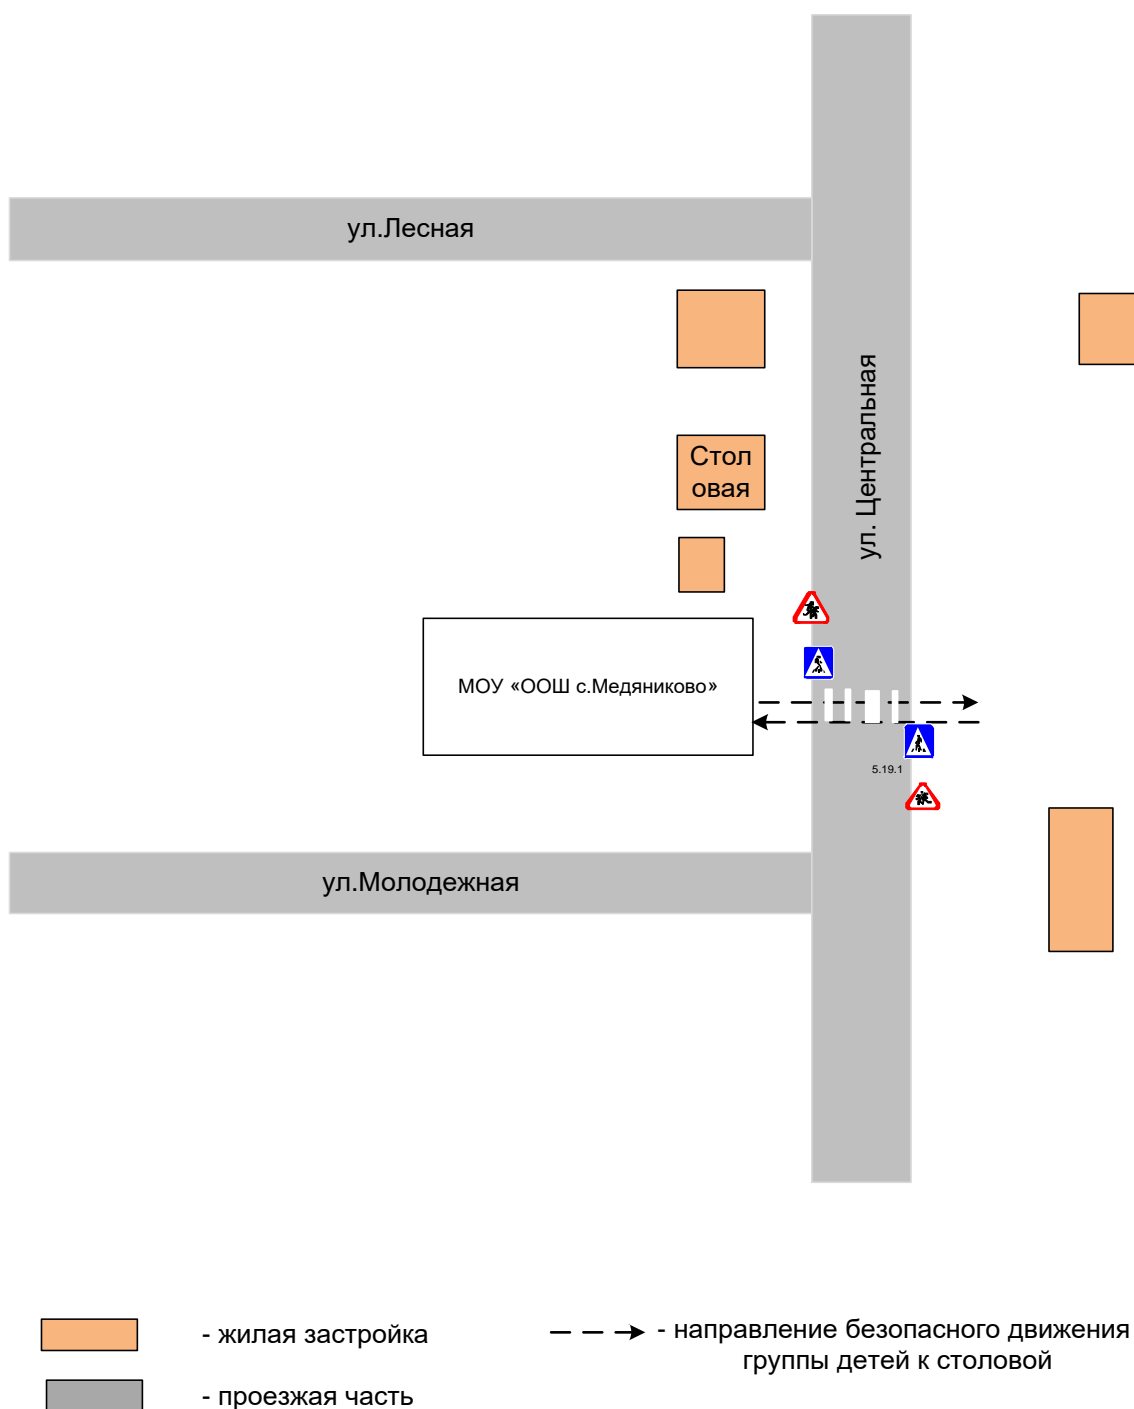 ул.Лесная
ул. Центральная
Стол
овая
МОУ «ООШ с.Медяниково»
5.19.1
ул.Молодежная
- жилая застройка
- направление безопасного движения
группы детей к столовой
- проезжая часть